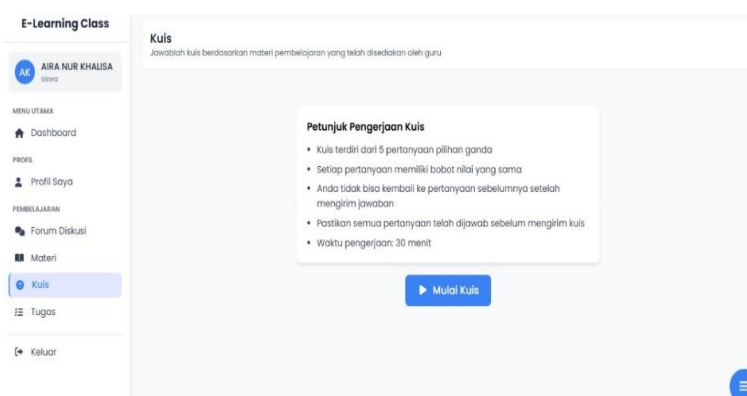 E-Learning Class
AK
AIRA NUR KHALISA
siswa
MENU UTAMA
Dashboard
PROFIL
Profil Saya
PEMBELAJARAN
Forum Diskusi
Materi
Kuis
Tugas
Keluar
Kuis
Jawablah kuis berdasarkan materi pembelajaran yang telah disediakan oleh guru
Petunjuk Pengerjaan Kuis
• Kuis terdiri dari 5 pertanyaan pilihan ganda
• Setiap pertanyaan memiliki bobot nilai yang sama
• Anda tidak bisa kembali ke pertanyaan sebelumnya setelah
mengirim jawaban
• Pastikan semua pertanyaan telah dijawab sebelum mengirim kuis
• Waktu pengerjaan: 30 menit
Mulai Kuis